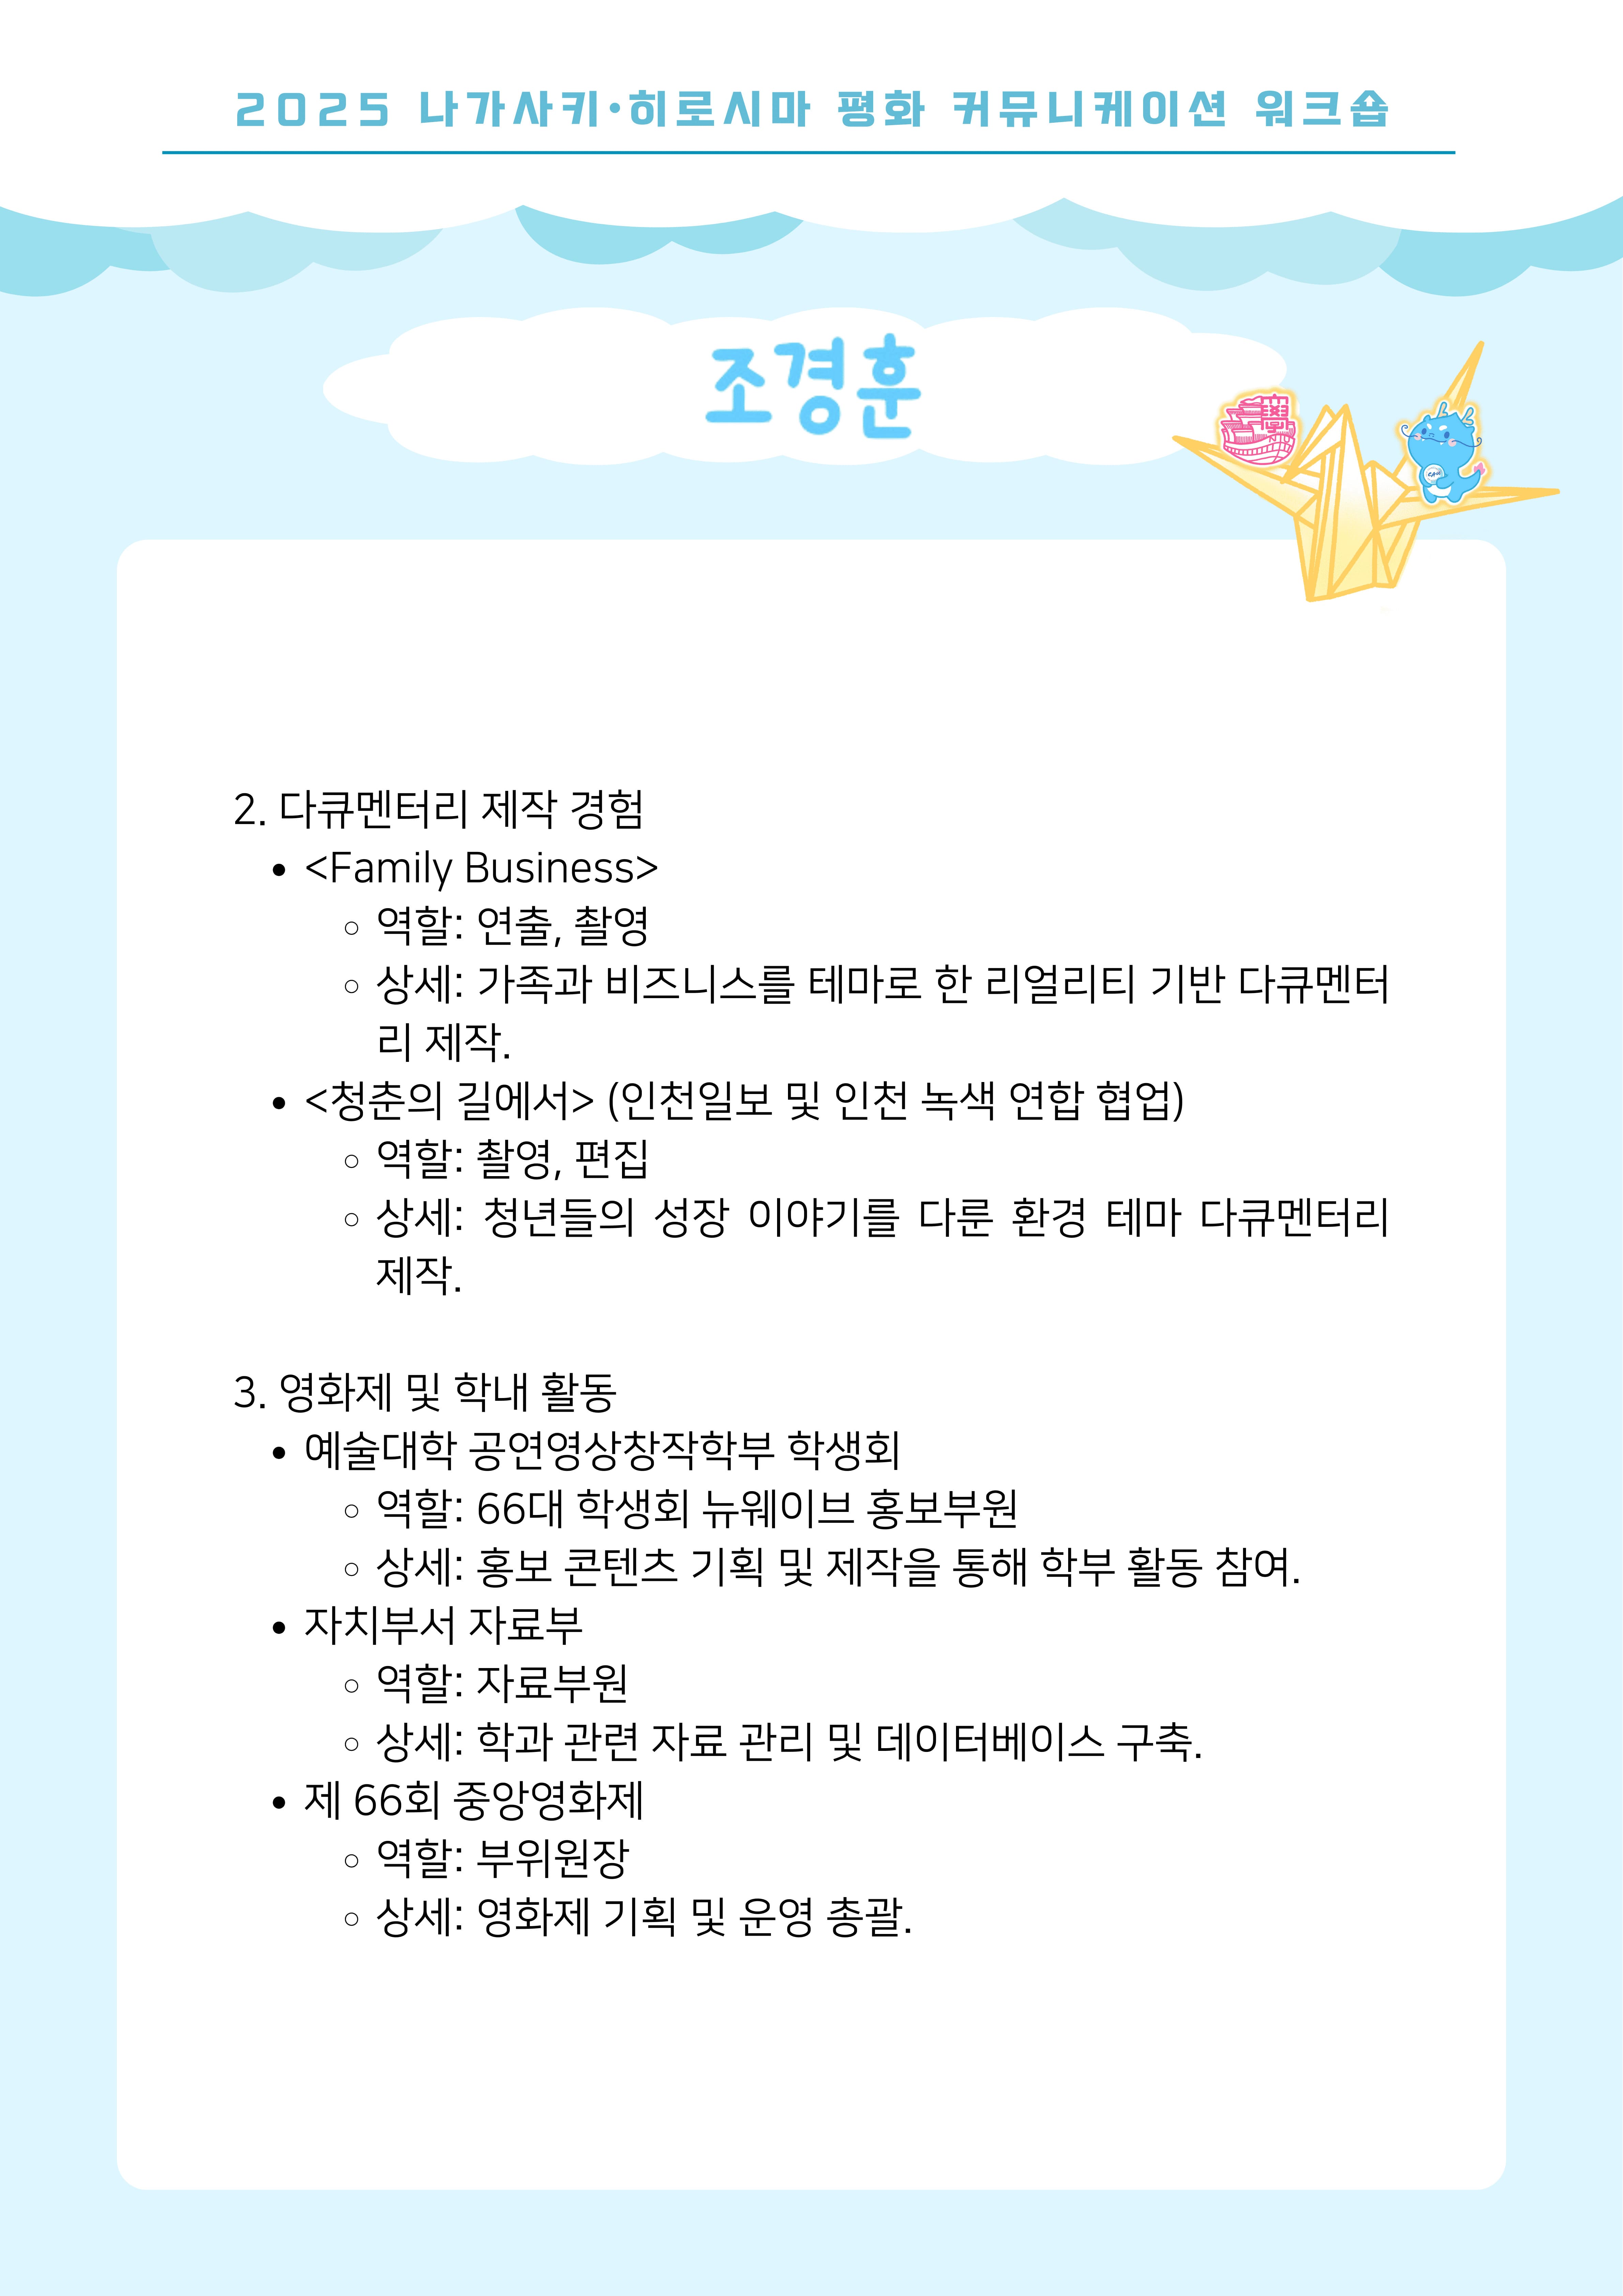 2025 나가사키·히로시마 평화 커뮤니케이션 워크숍
조경훈
2. 다큐멘터리 제작 경험
• <Family Business>
○ 역할: 연출, 촬영
○ 상세: 가족과 비즈니스를 테마로 한 리얼리티 기반 다큐멘터
리 제작.
• <청춘의 길에서> (인천일보 및 인천 녹색 연합 협업)
○ 역할: 촬영, 편집
○ 상세: 청년들의 성장 이야기를 다룬 환경 테마 다큐멘터리
제작.
3. 영화제 및 학내 활동
• 예술대학 공연영상창작학부 학생회
○ 역할: 66대 학생회 뉴웨이브 홍보부원
○ 상세: 홍보 콘텐츠 기획 및 제작을 통해 학부 활동 참여.
• 자치부서 자료부
○ 역할: 자료부원
○ 상세: 학과 관련 자료 관리 및 데이터베이스 구축.
• 제 66회 중앙영화제
○ 역할: 부위원장
○ 상세: 영화제 기획 및 운영 총괄.